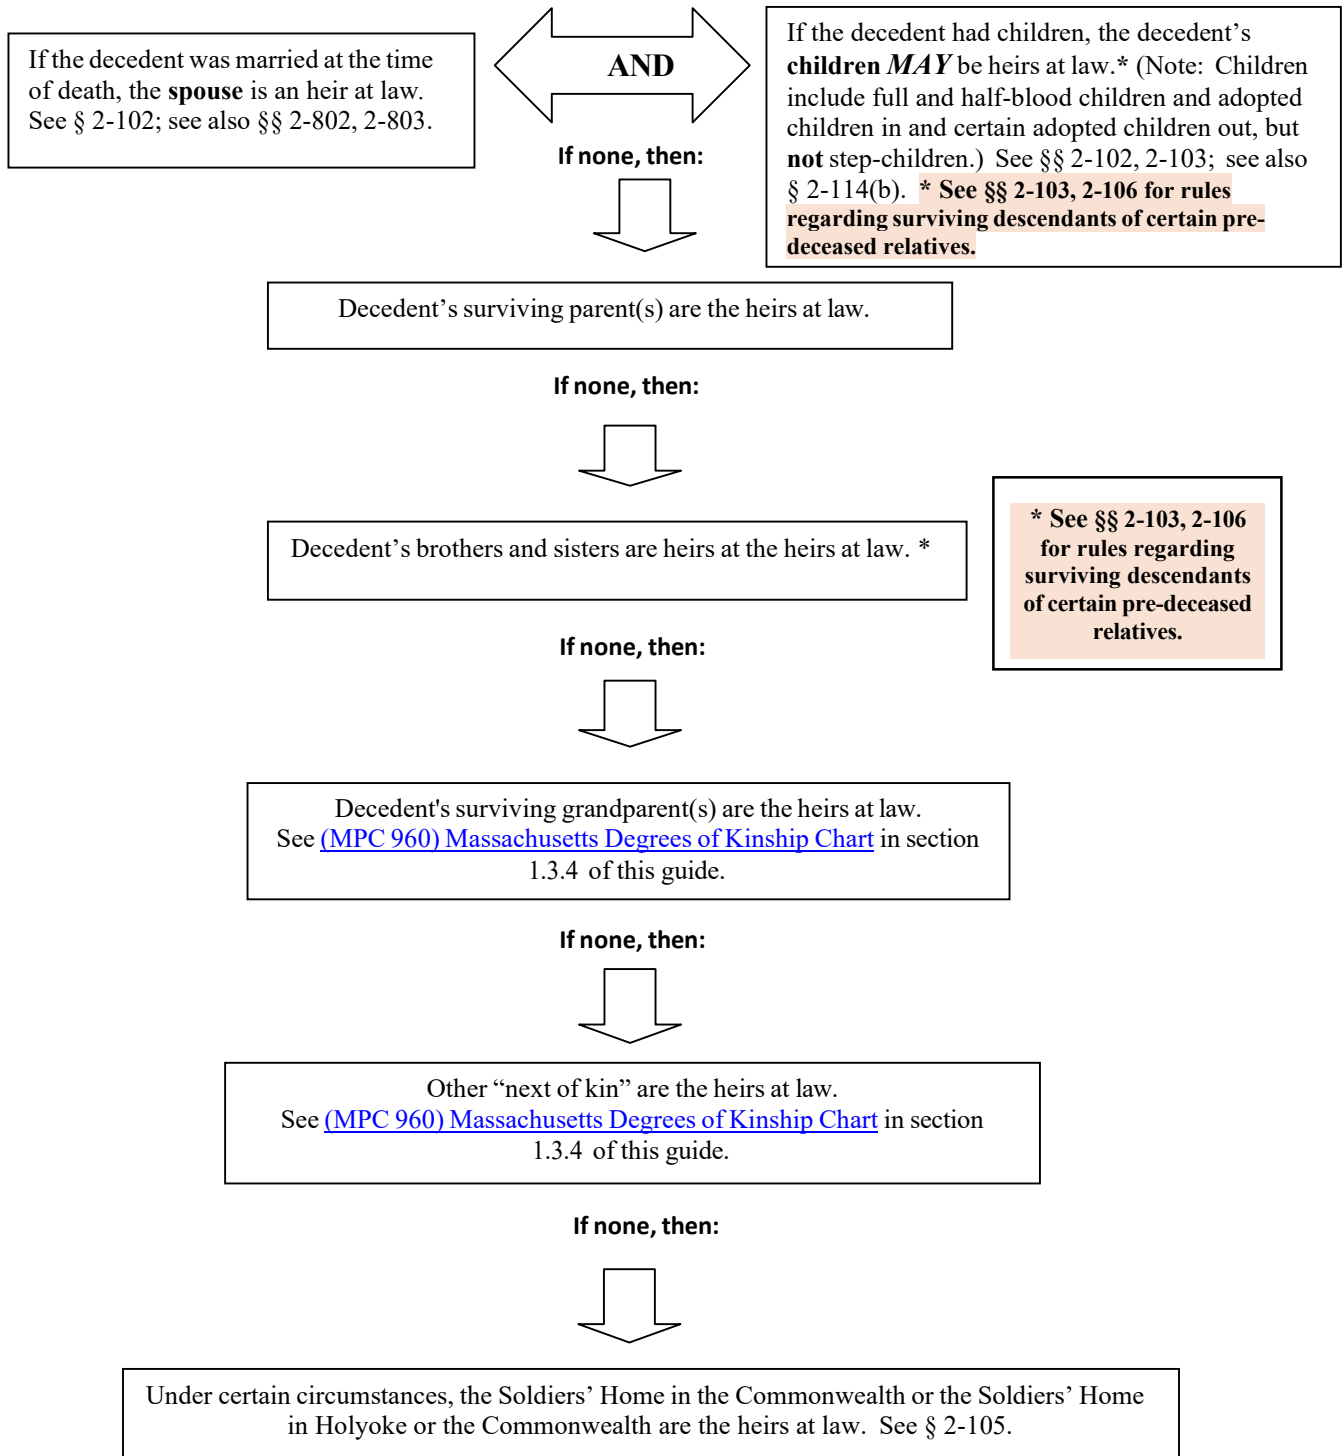 If the decedent was married at the time
of death, the spouse is an heir at law.
See § 2-102; see also §§ 2-802, 2-803.
AND
If the decedent had children, the decedent’s
children MAY be heirs at law.* (Note: Children
include full and half-blood children and adopted
children in and certain adopted children out, but
not step-children.) See §§ 2-102, 2-103; see also
§ 2-114(b). * See §§ 2-103, 2-106 for rules
regarding surviving descendants of certain pre-
deceased relatives.
If none, then:
Decedent’s surviving parent(s) are the heirs at law.
If none, then:
Decedent’s brothers and sisters are heirs at the heirs at law. *
* See §§ 2-103, 2-106
for rules regarding
surviving descendants
of certain pre-deceased
relatives.
If none, then:
Decedent's surviving grandparent(s) are the heirs at law.
See (MPC 960) Massachusetts Degrees of Kinship Chart in section
1.3.4 of this guide.
If none, then:
Other “next of kin” are the heirs at law.
See (MPC 960) Massachusetts Degrees of Kinship Chart in section
1.3.4 of this guide.
If none, then:
Under certain circumstances, the Soldiers’ Home in the Commonwealth or the Soldiers’ Home
in Holyoke or the Commonwealth are the heirs at law. See § 2-105.